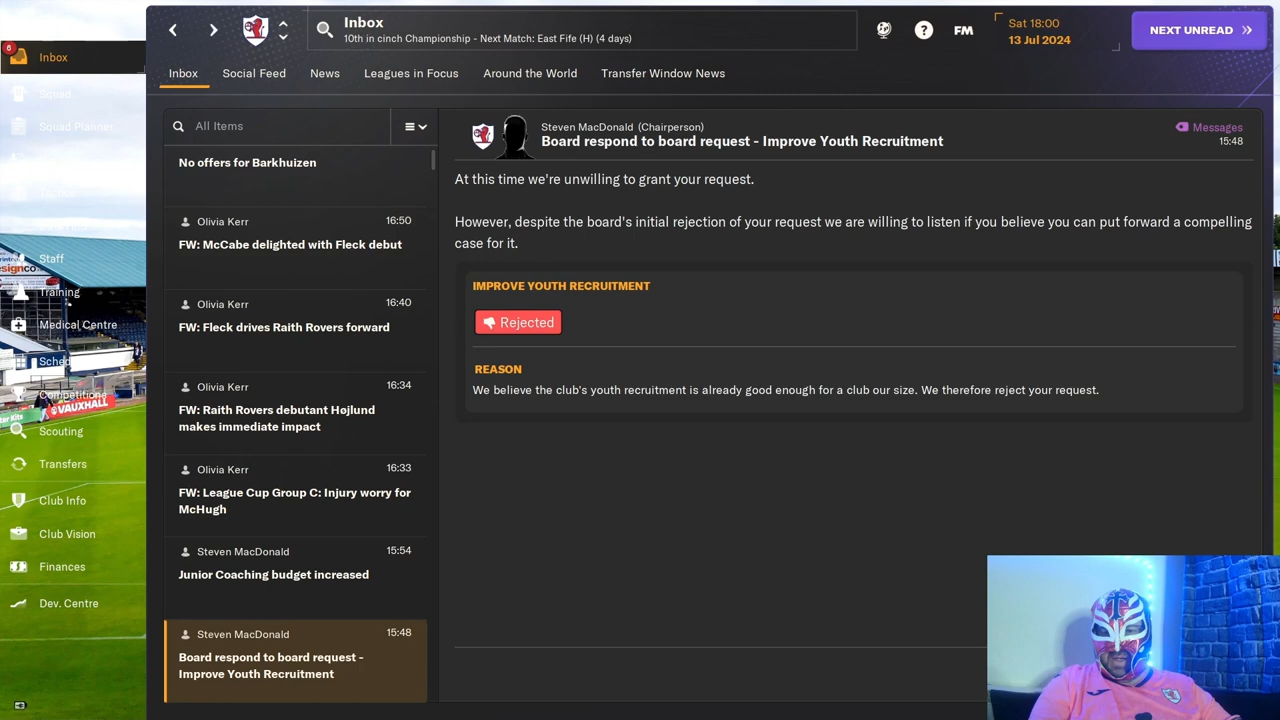 Inbox
10th in cinch Championship - Next Match: East Fife (H) (4 days)
FM
Sat 18:00
13 Jul 2024
NEXT UNREAD
6
Inbox
Squad
Squad Planner
Staff
Training
Medical Centre
Sched
Competitions
Scouting
Transfers
Club Info
Club Vision
Finances
Dev. Centre
VAUXHALL
Inbox
Social Feed
News
Leagues in Focus
Around the World
Transfer Window News
All Items
No offers for Barkhuizen
Olivia Kerr
16:50
FW: McCabe delighted with Fleck debut
Olivia Kerr
16:40
FW: Fleck drives Raith Rovers forward
Olivia Kerr
16:34
FW: Raith Rovers debutant Hojlund
makes immediate impact
Olivia Kerr
16:33
FW: League Cup Group C: Injury worry for
McHugh
Steven MacDonald
15:54
Junior Coaching budget increased
Steven MacDonald
15:48
Board respond to board request -
Improve Youth Recruitment
Steven MacDonald (Chairperson)
Board respond to board request - Improve Youth Recruitment
Messages
15:48
At this time we're unwilling to grant your request.
However, despite the board's initial rejection of your request we are willing to listen if you believe you can put forward a compelling
case for it.
IMPROVE YOUTH RECRUITMENT
Rejected
REASON
We believe the club's youth recruitment is already good enough for a club our size. We therefore reject your request.